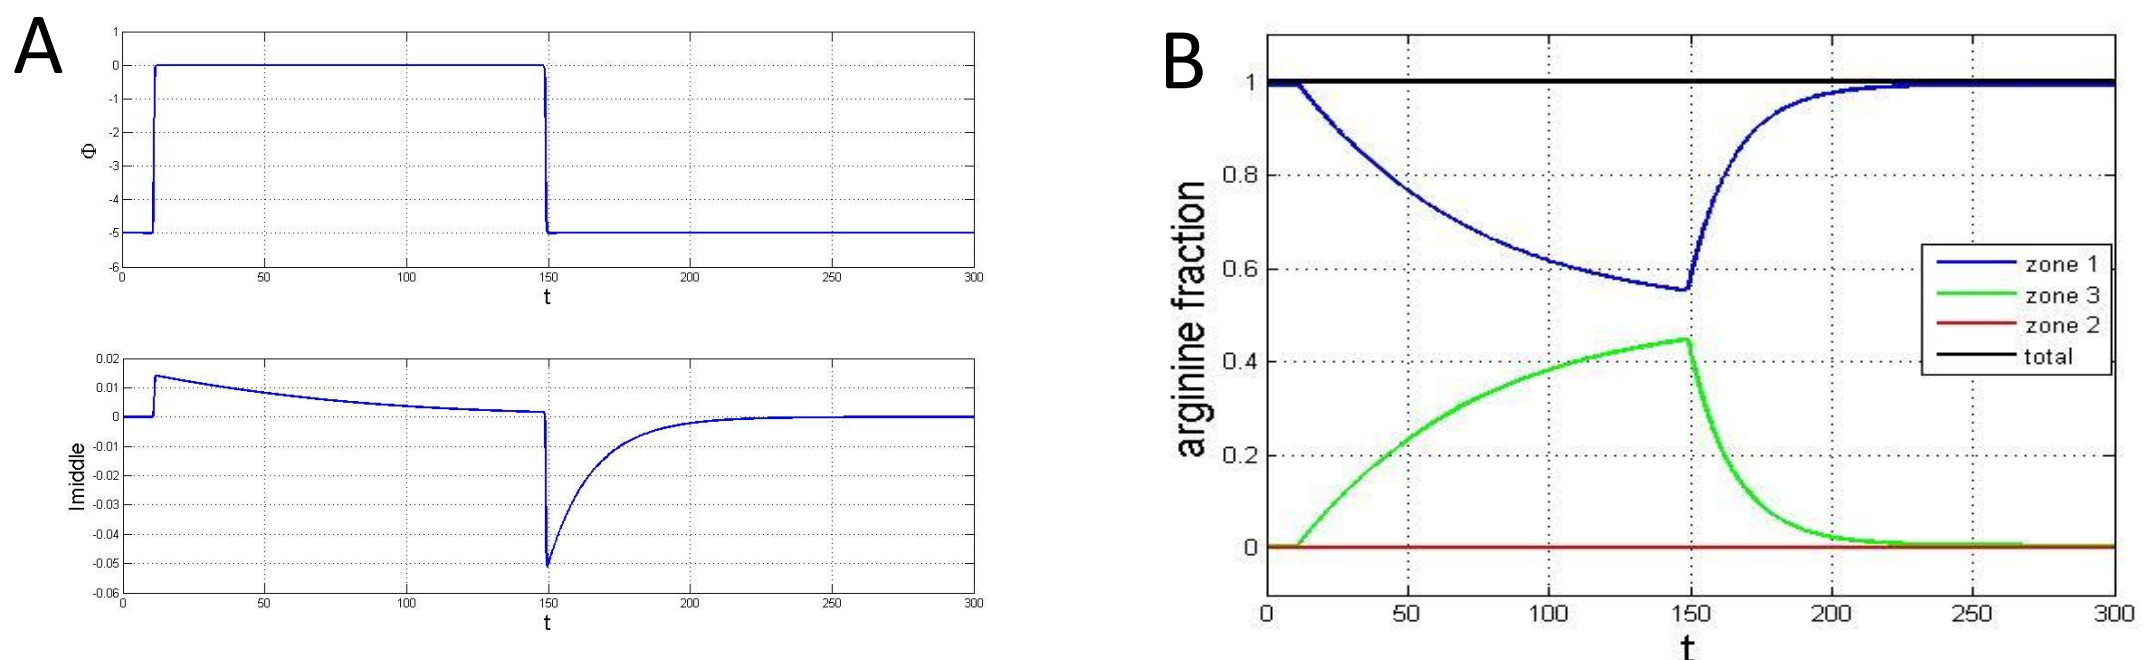 A
1
0
-1
-2
-3
-4
-5
-6
Φ
0 50 100 150 200 250 300
t
0.02
0.01
0
-0.01
-0.02
-0.03
-0.04
-0.05
-0.06
Imiddle
0 50 100 150 200 250 300
t
B
1
0.8
0.6
0.4
0.2
0
arginine fraction
zone 1
zone 3
zone 2
total
0 50 100 150 200 250 300
t